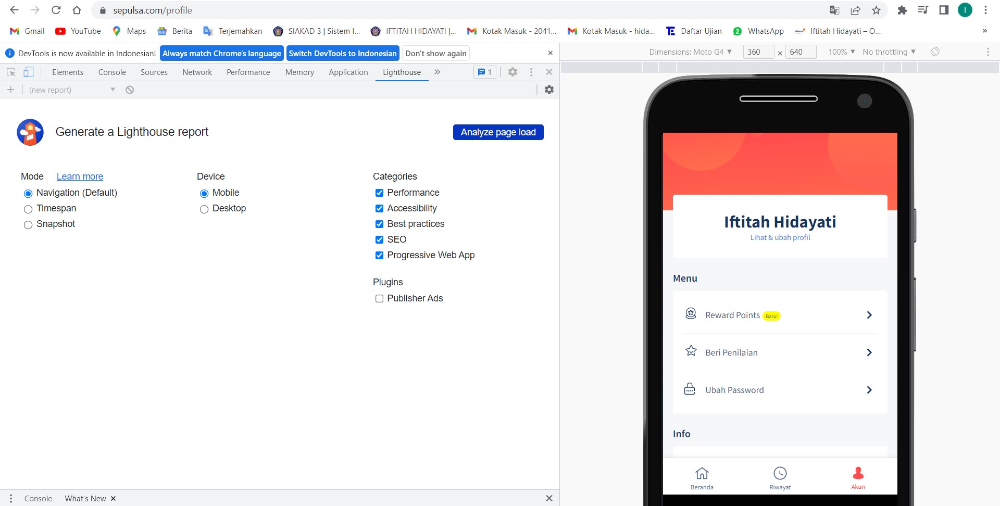 sepulsa.com/profile
Gmail YouTube Maps Berita Terjemahkan SIAKAD 3 | Sistem I... IFTITAH HIDAYATI |... Kotak Masuk - 2041... Kotak Masuk - hida... TE Daftar Ujian 2 WhatsApp Iftitah Hidayati – O... »
DevTools is now available in Indonesian! Always match Chrome's language Switch DevTools to Indonesian Don't show again
Elements Console Sources Network Performance Memory Application Lighthouse » 1
(new report)
Generate a Lighthouse report
Analyze page load
Mode Learn more
Navigation (Default)
Timespan
Snapshot
Device
Mobile
Desktop
Categories
Performance
Accessibility
Best practices
SEO
Progressive Web App
Plugins
Publisher Ads
Console What's New
I
Dimensions: Moto G4 360 × 640 100% No throttling
Iftitah Hidayati
Lihat & ubah profil
Menu
Reward Points Baru!
Beri Penilaian
Ubah Password
Info
Beranda Riwayat Akun